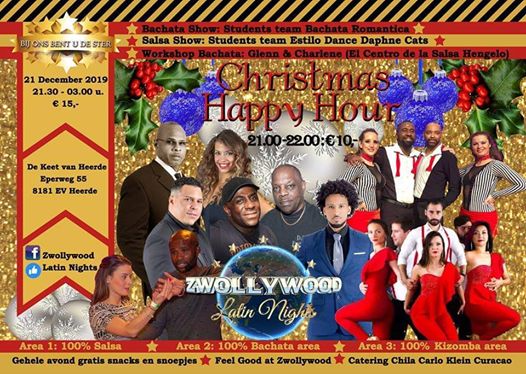 BIJ ONS BENT U DE STER
Bachata Show: Students team Bachata Romantica
Salsa Show: Students team Estilo Dance Daphne Cats
Workshop Bachata: Glenn & Charlene (El Centro de la Salsa Hengelo)
21 December 2019
21.30 - 03.00 u.
€ 15,-
Christmas
Happy Hour
21.00-22.00: € 10,-
De Keet van Heerde
Eperweg 55
8181 EV Heerde
Zwollywood
Latin Nights
ZWOLLYWOOD
Latin Nights
Area 1: 100% Salsa
Area 2: 100% Bachata area
Area 3: 100% Kizomba area
Gehele avond gratis snacks en snoepjes
Feel Good at Zwollywood
Catering Chila Carlo Klein Curacao